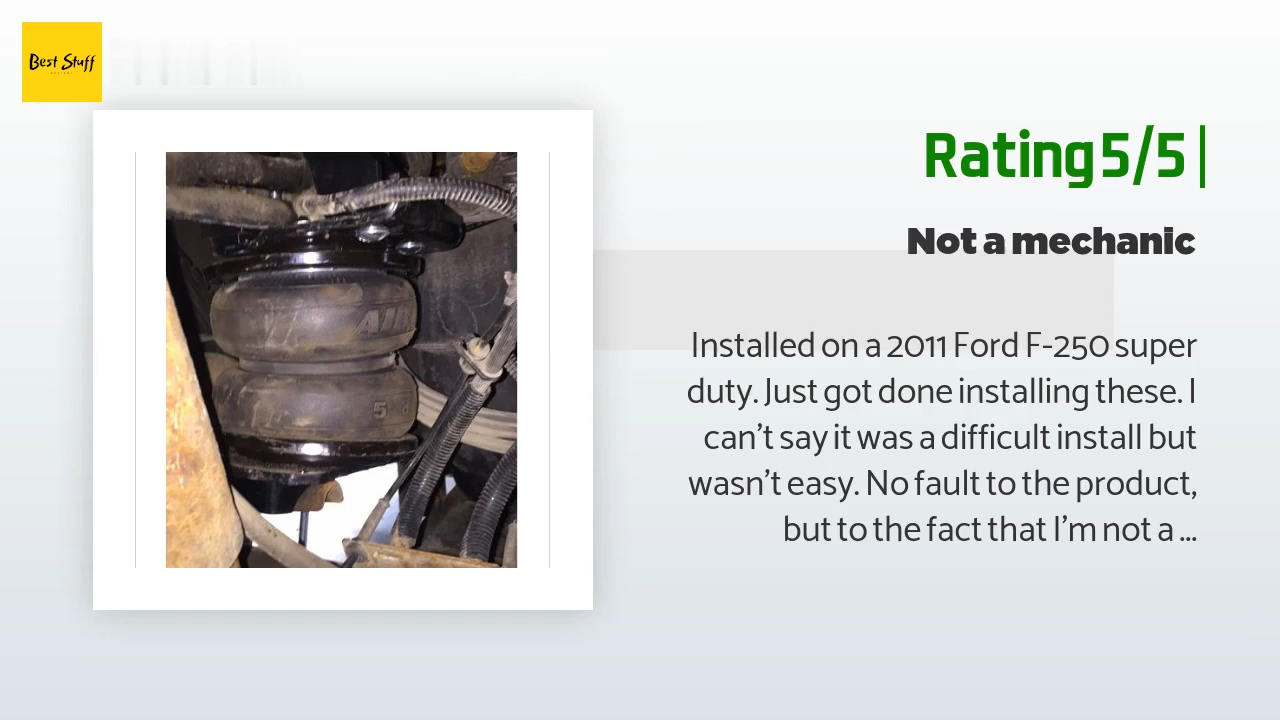 Best Stuff
Rating 5/5 |
Not a mechanic
Installed on a 2011 Ford F-250 super
duty. Just got done installing these. I
can't say it was a difficult install but
wasn't easy. No fault to the product,
but to the fact that I'm not a ...
AI
5